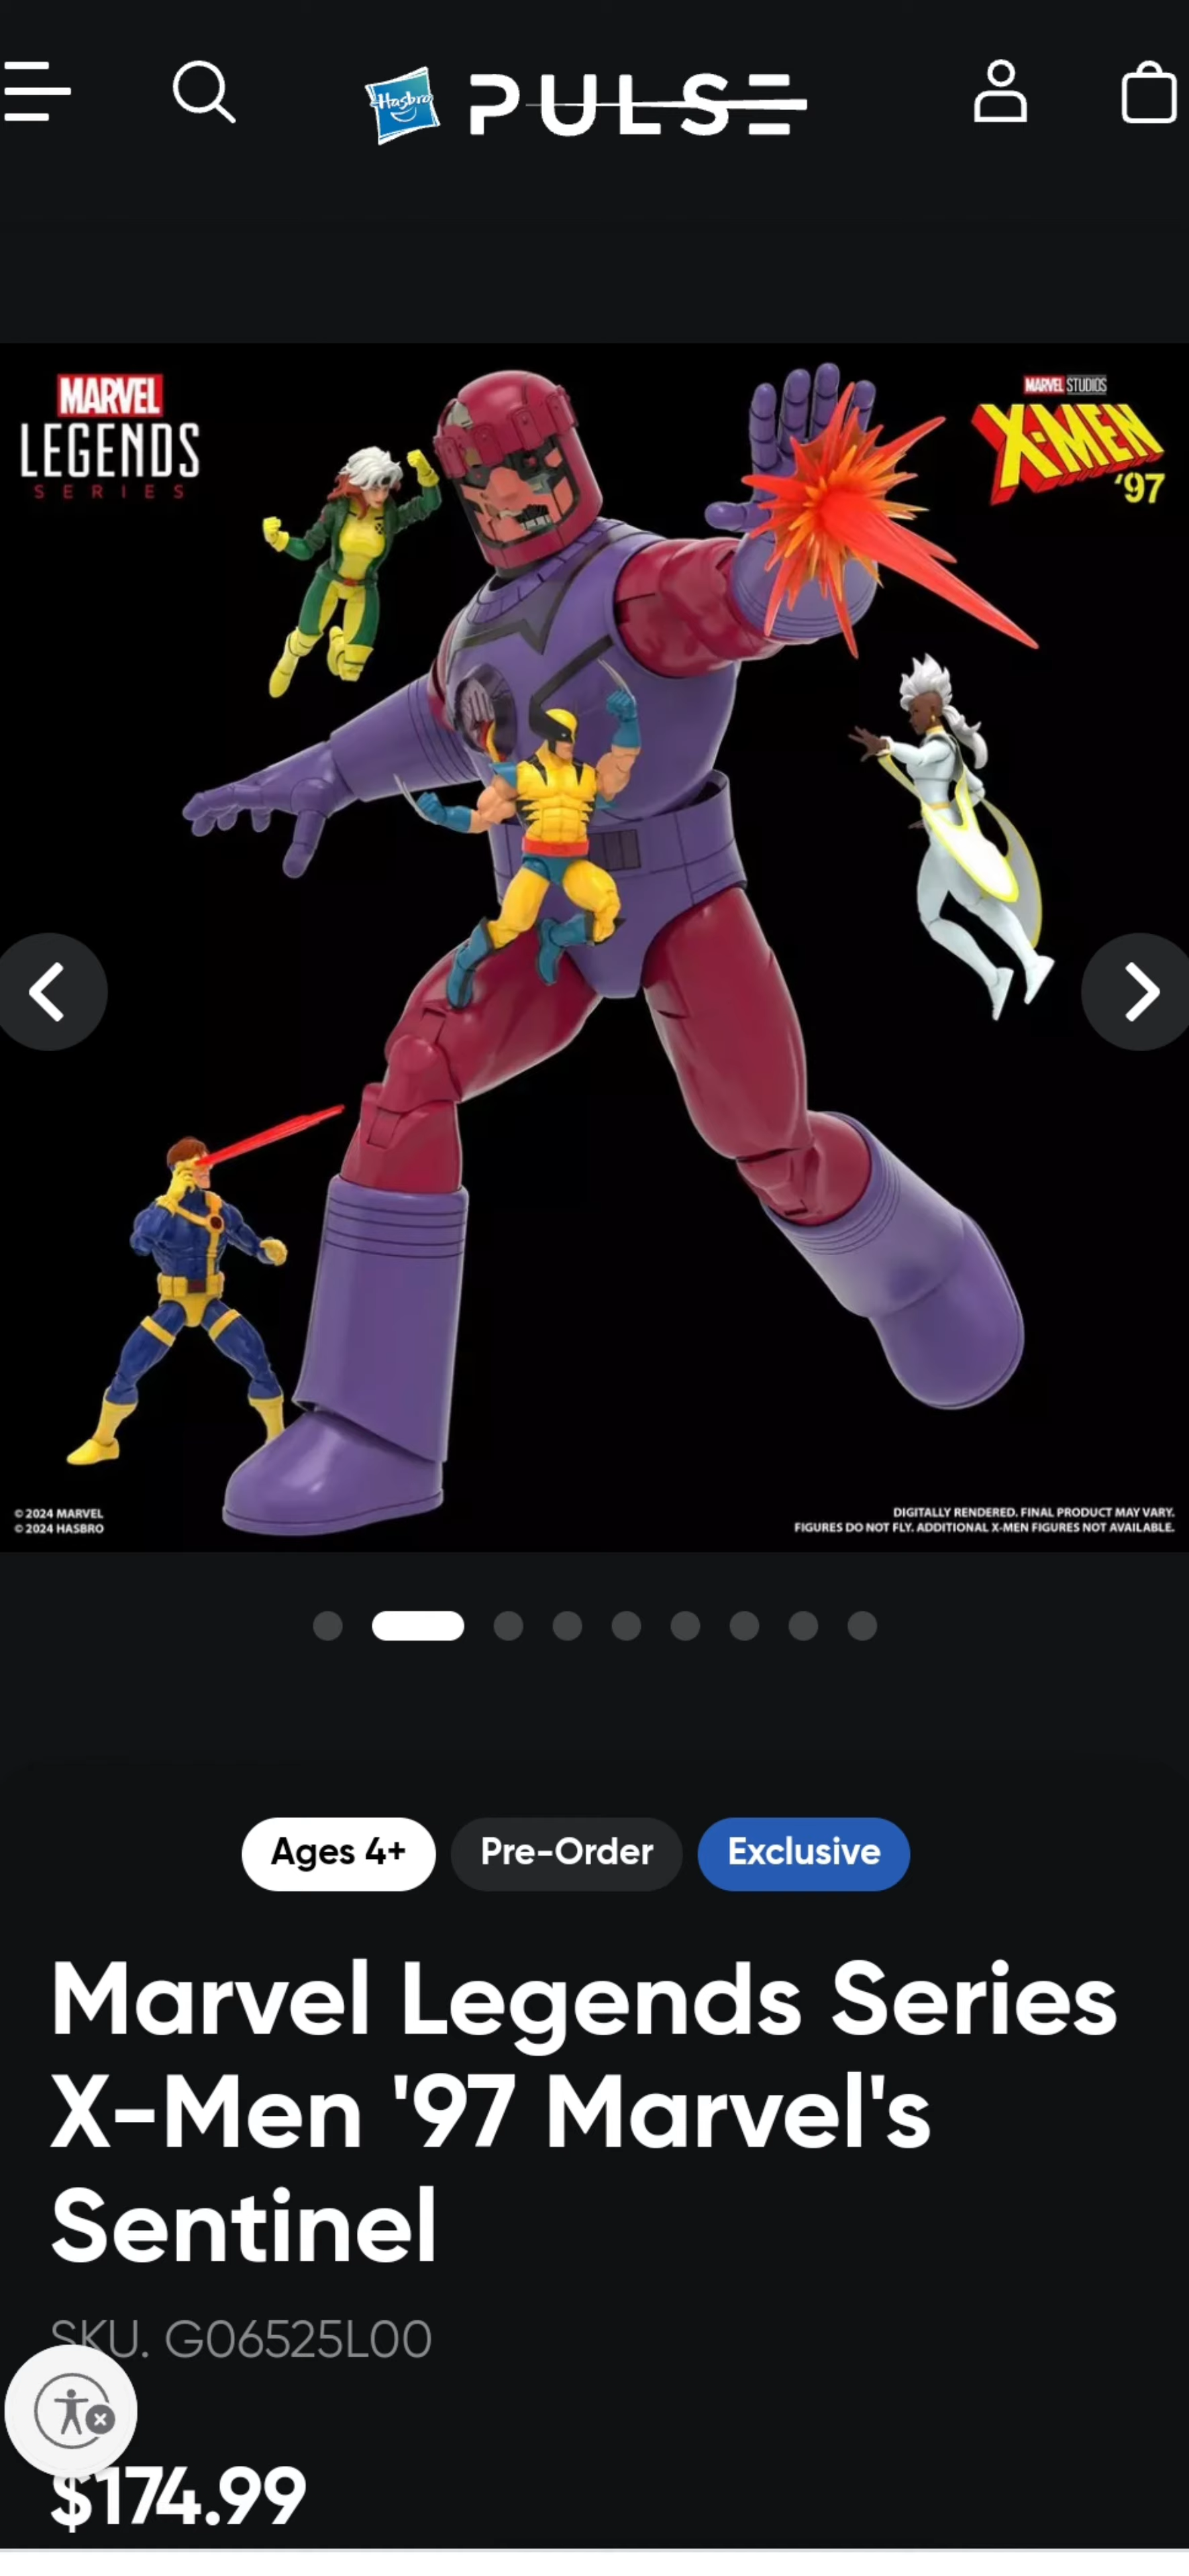 Hasbro PULSE
MARVEL
LEGENDS
SERIES
MARVEL STUDIOS
X-MEN
'97
© 2024 MARVEL
© 2024 HASBRO
DIGITALLY RENDERED. FINAL PRODUCT MAY VARY.
FIGURES DO NOT FLY. ADDITIONAL X-MEN FIGURES NOT AVAILABLE.
Ages 4+ Pre-Order Exclusive
Marvel Legends Series
X-Men '97 Marvel's
Sentinel
SKU. G06525L00
$174.99